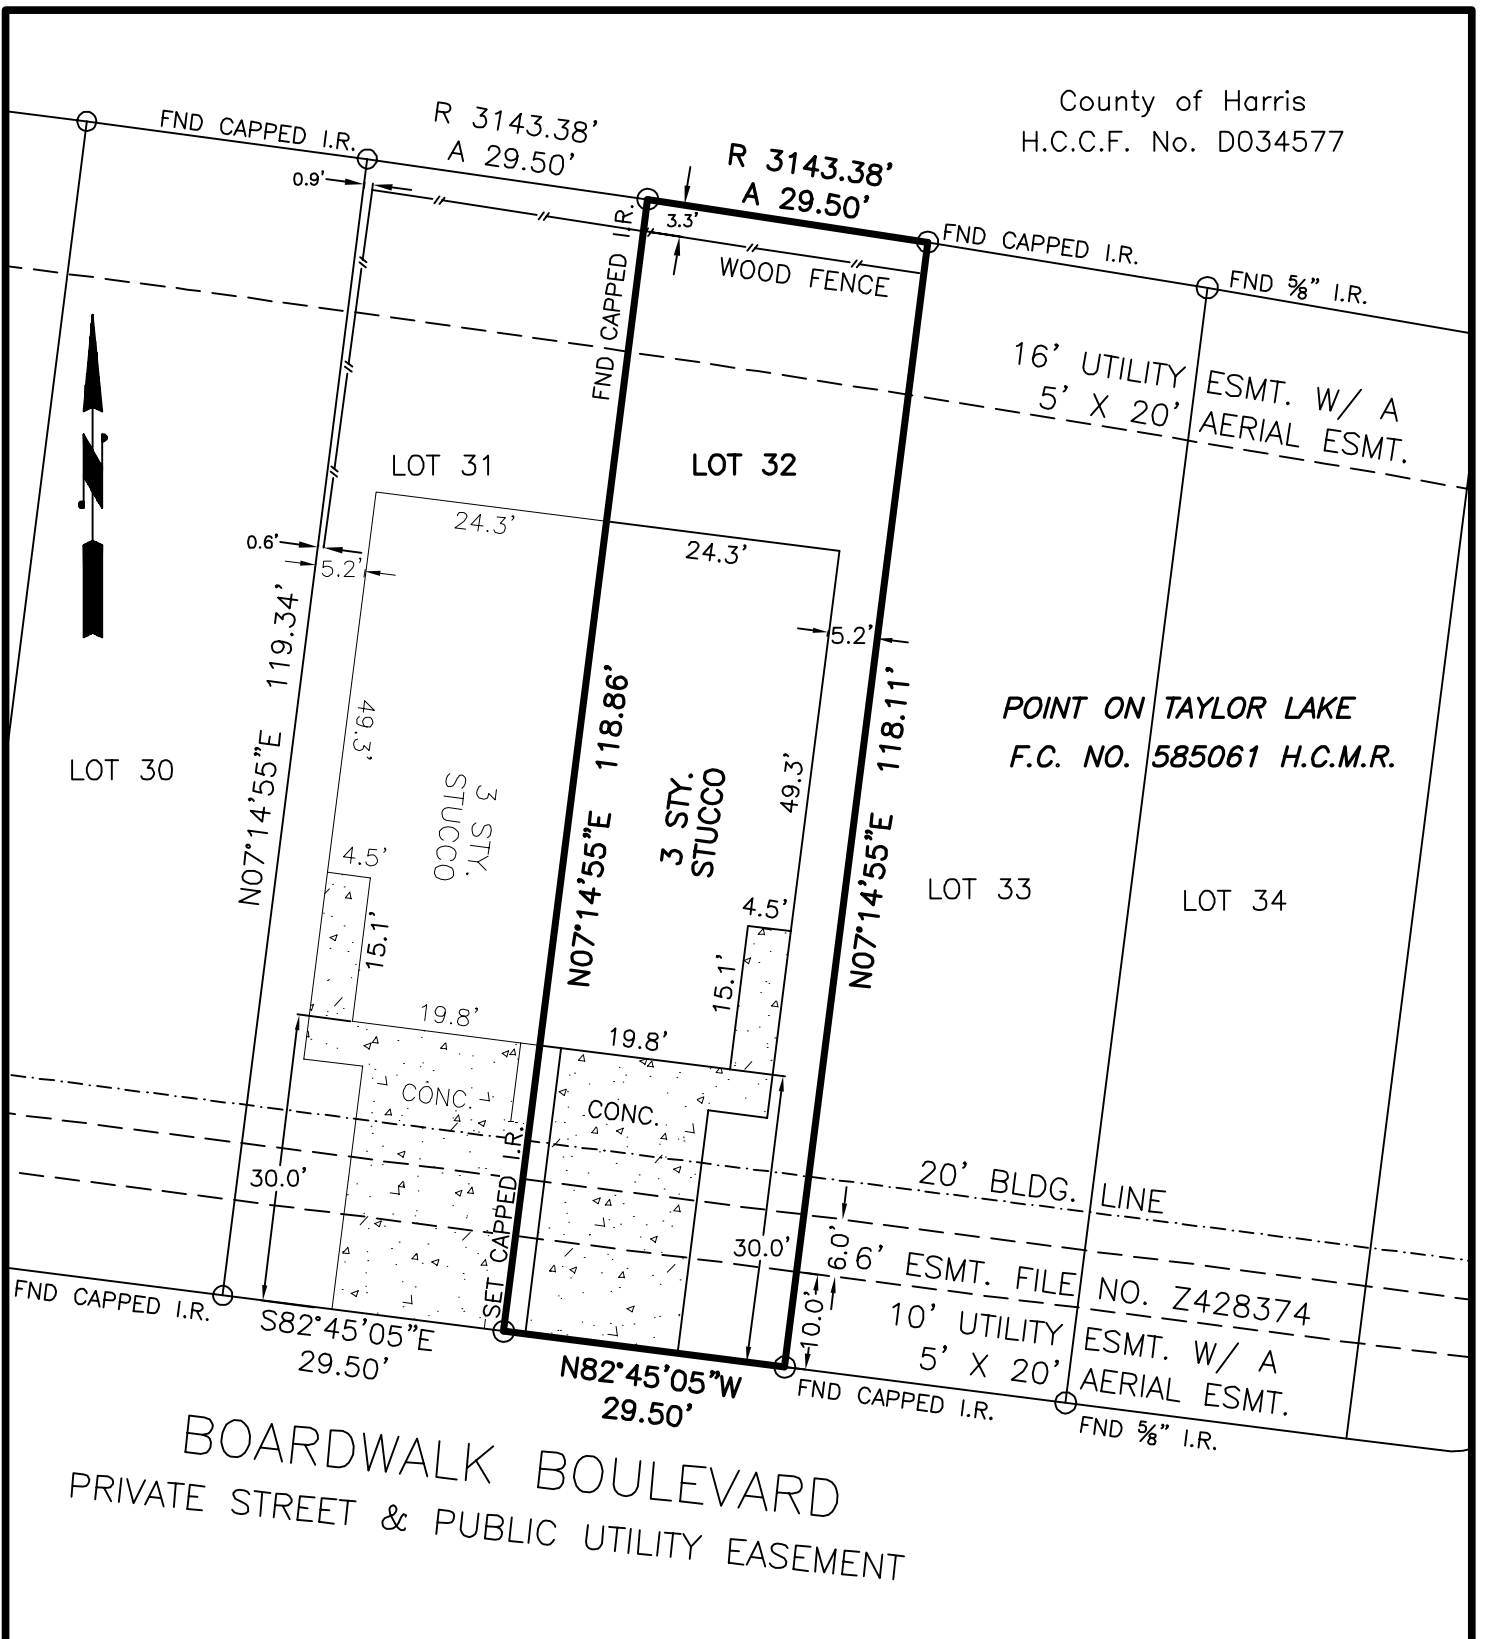 County of Harris
H.C.C.F. No. D034577
FND CAPPED I.R.
R 3143.38'
A 29.50'
R 3143.38'
A 29.50'
0.9'
3.3'
FND CAPPED I.R.
FND CAPPED I.R.
FND 5/8" I.R.
WOOD FENCE
16' UTILITY ESMT. W/ A
5' X 20' AERIAL ESMT.
N
LOT 31
LOT 32
24.3'
24.3'
0.6'
5.2'
5.2'
N07°14'55"E 119.34'
N07°14'55"E 118.86'
N07°14'55"E 118.11'
POINT ON TAYLOR LAKE
F.C. NO. 585061 H.C.M.R.
49.3'
49.3'
LOT 30
3 STY.
STUCCO
3 STY.
STUCCO
LOT 33
LOT 34
4.5'
4.5'
15.1'
15.1'
19.8'
19.8'
CONC.
CONC.
30.0'
30.0'
20' BLDG. LINE
6.0'
6' ESMT. FILE NO. Z428374
10.0'
10' UTILITY ESMT. W/ A
5' X 20' AERIAL ESMT.
SET CAPPED I.R.
FND CAPPED I.R.
S82°45'05"E
29.50'
N82°45'05"W
29.50'
FND CAPPED I.R.
FND 5/8" I.R.
BOARDWALK BOULEVARD
PRIVATE STREET & PUBLIC UTILITY EASEMENT